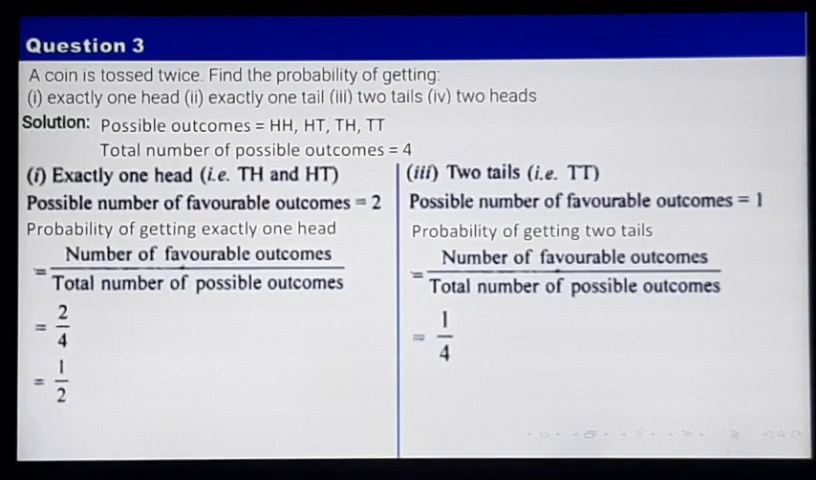 Question 3
A coin is tossed twice. Find the probability of getting:
(i) exactly one head (ii) exactly one tail (iii) two tails (iv) two heads
Solution: Possible outcomes = HH, HT, TH, TT
Total number of possible outcomes = 4
(i) Exactly one head (i.e. TH and HT)
Possible number of favourable outcomes = 2
Probability of getting exactly one head
= Number of favourable outcomes
Total number of possible outcomes
= 2
4
= 1
2
(iii) Two tails (i.e. TT)
Possible number of favourable outcomes = 1
Probability of getting two tails
= Number of favourable outcomes
Total number of possible outcomes
= 1
4